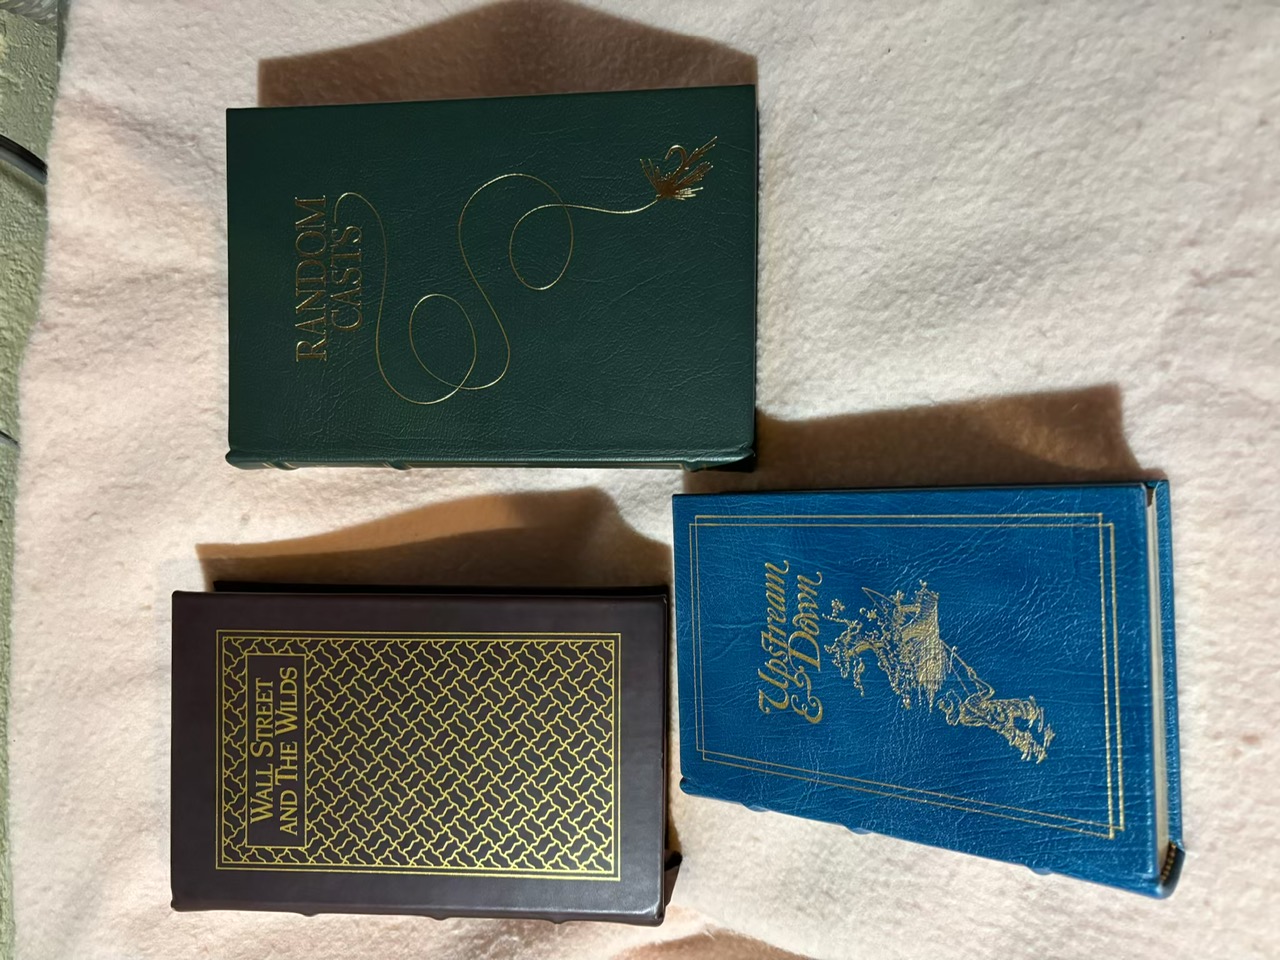 RANDOM
CASTS
WALL STREET
AND THE WILDS
Upstream
& Down